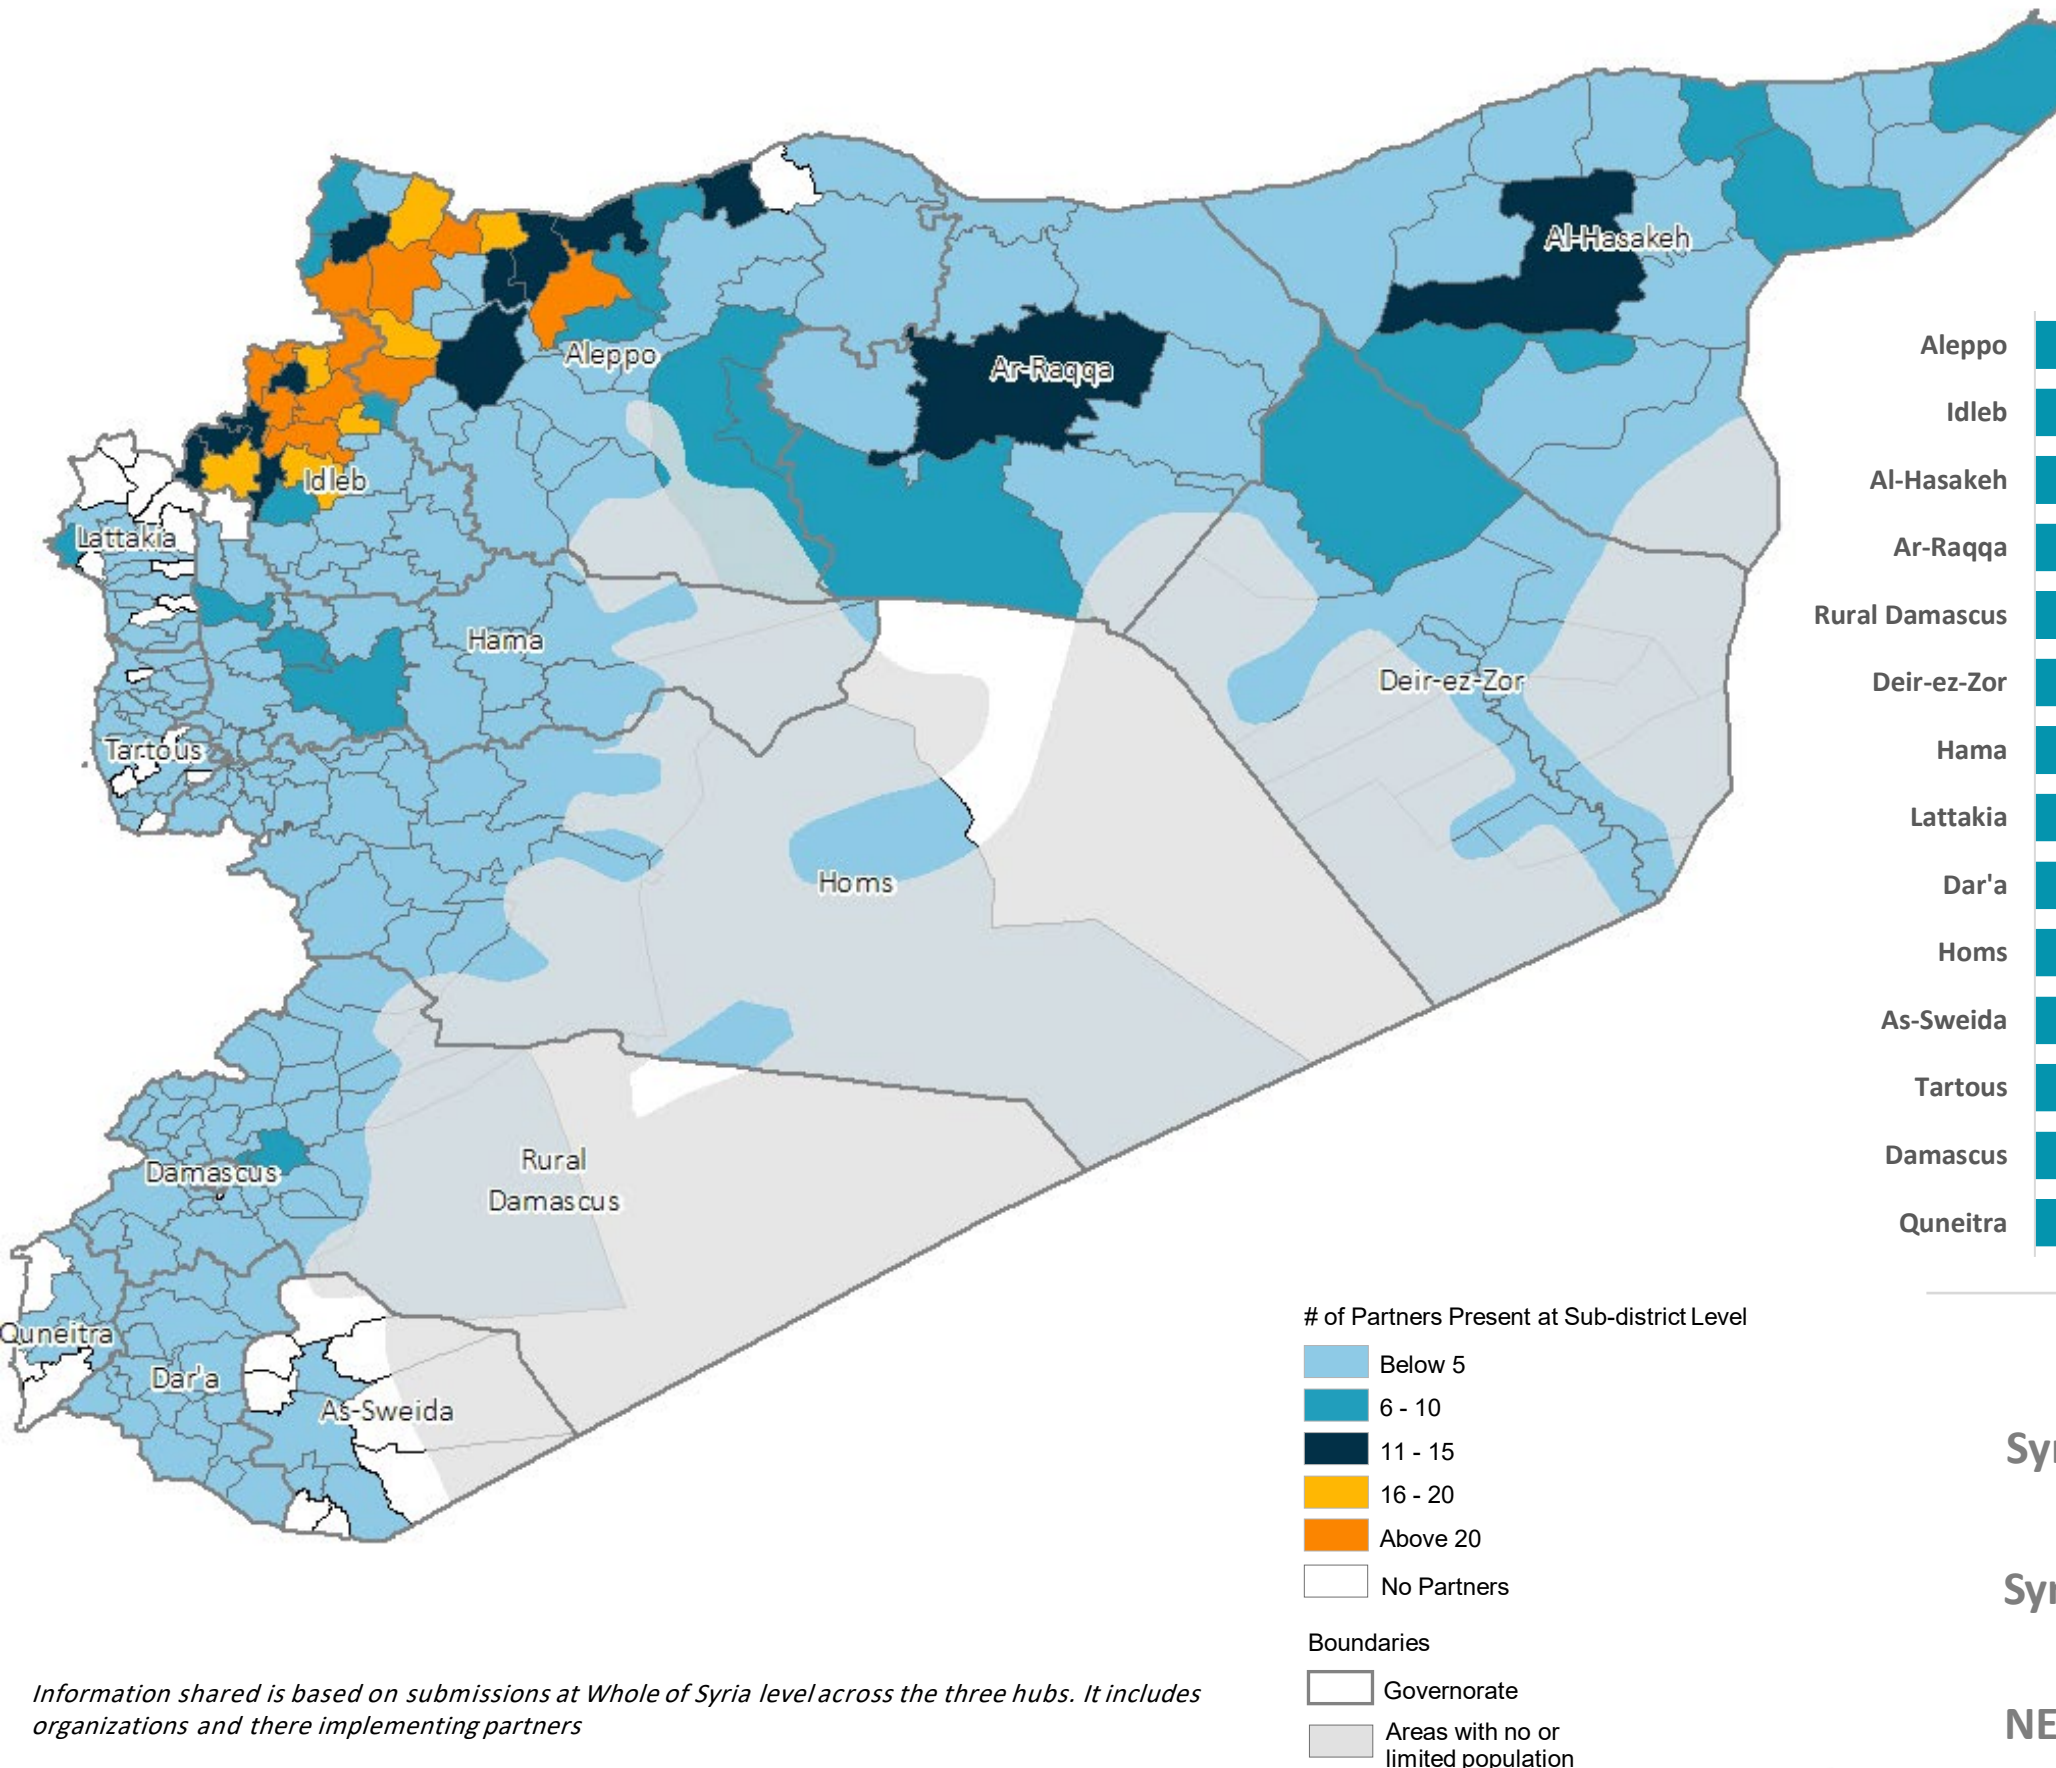 Al-Hasakeh
Aleppo
Ar-Raqqa
Idleb
Lattakia
Hama
Deir-ez-Zor
Tartous
Homs
Rural
Damascus
Damascus
Quneitra
Dar'a
As-Sweida
Aleppo
Idleb
Al-Hasakeh
Ar-Raqqa
Rural Damascus
Deir-ez-Zor
Hama
Lattakia
Dar'a
Homs
As-Sweida
Tartous
Damascus
Quneitra
# of Partners Present at Sub-district Level
Below 5
6 - 10
11 - 15
16 - 20
Above 20
No Partners
Boundaries
Governorate
Areas with no or
limited population
Information shared is based on submissions at Whole of Syria level across the three hubs. It includes
organizations and there implementing partners